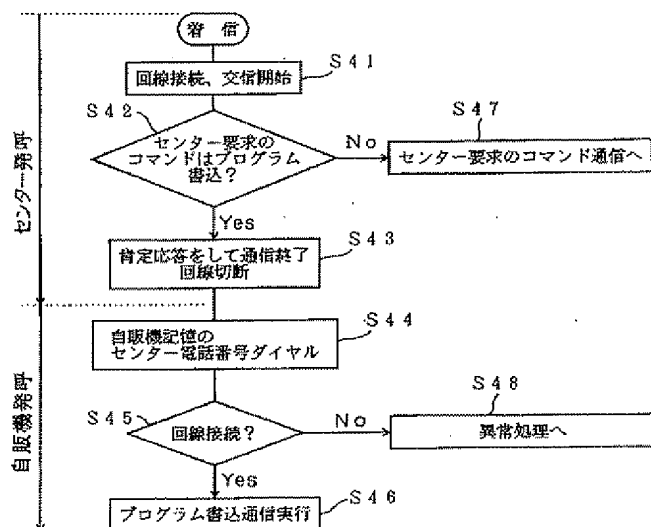 着 信
S41
回線接続、交信開始
S42
センター要求の
コマンドはプログラム
書込?
No
S47
センター要求のコマンド通信へ
Yes
S43
肯定応答をして通信終了
回線切断
センター発呼
S44
自販機記憶の
センター電話番号ダイヤル
S45
回線接続?
No
S48
異常処理へ
Yes
S46
プログラム書込通信実行
自販機発呼